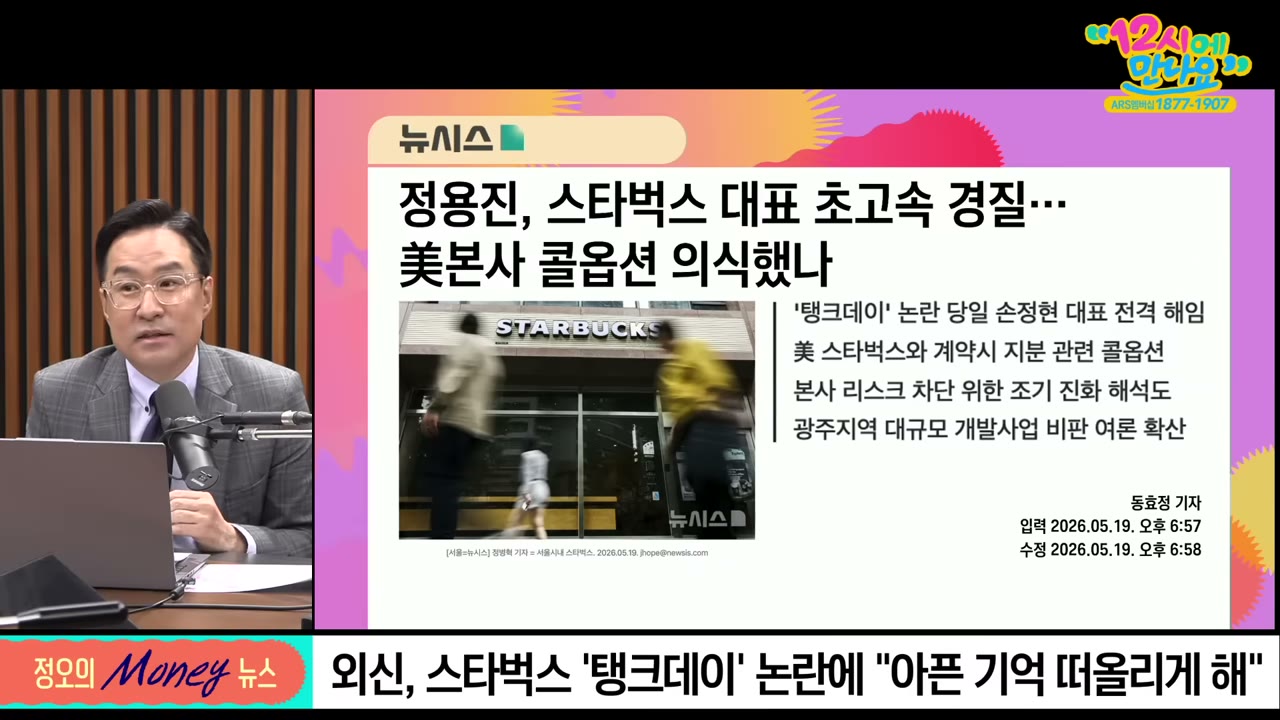 "12시에
만나요"
ARS멤버십 1877-1907
뉴시스
정용진, 스타벅스 대표 초고속 경질…
美본사 콜옵션 의식했나
STARBUCKS
뉴시스
[서울=뉴시스] 정병혁 기자 = 서울시내 스타벅스. 2026.05.19. jhope@newsis.com
'탱크데이' 논란 당일 손정현 대표 전격 해임
美 스타벅스와 계약시 지분 관련 콜옵션
본사 리스크 차단 위한 조기 진화 해석도
광주지역 대규모 개발사업 비판 여론 확산
동효정 기자
입력 2026.05.19. 오후 6:57
수정 2026.05.19. 오후 6:58
정오의 Money 뉴스
외신, 스타벅스 '탱크데이' 논란에 "아픈 기억 떠올리게 해"